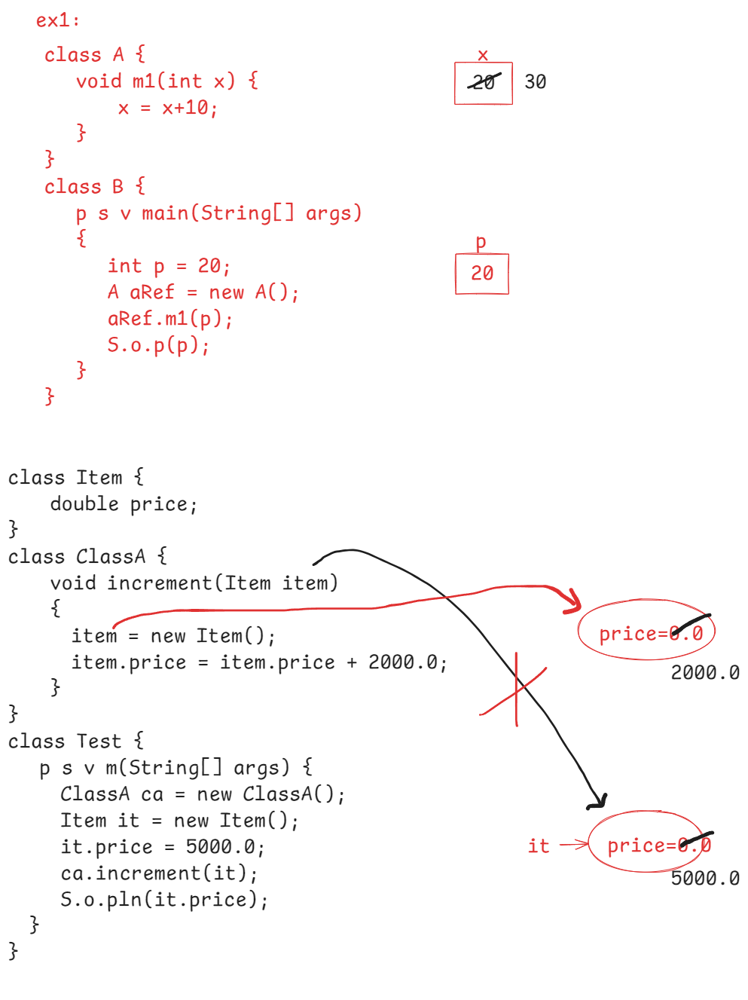 ex1:
class A {
void m1(int x) {
x = x+10;
}
}
class B {
p s v main(String[] args)
{
int p = 20;
A aRef = new A();
aRef.m1(p);
S.o.p(p);
}
}
x
20 30
p
20
class Item {
double price;
}
class ClassA {
void increment(Item item)
{
item = new Item();
item.price = item.price + 2000.0;
}
}
class Test {
p s v m(String[] args) {
ClassA ca = new ClassA();
Item it = new Item();
it.price = 5000.0;
ca.increment(it);
S.o.pln(it.price);
}
}
price=0.0
2000.0
it price=0.0
5000.0